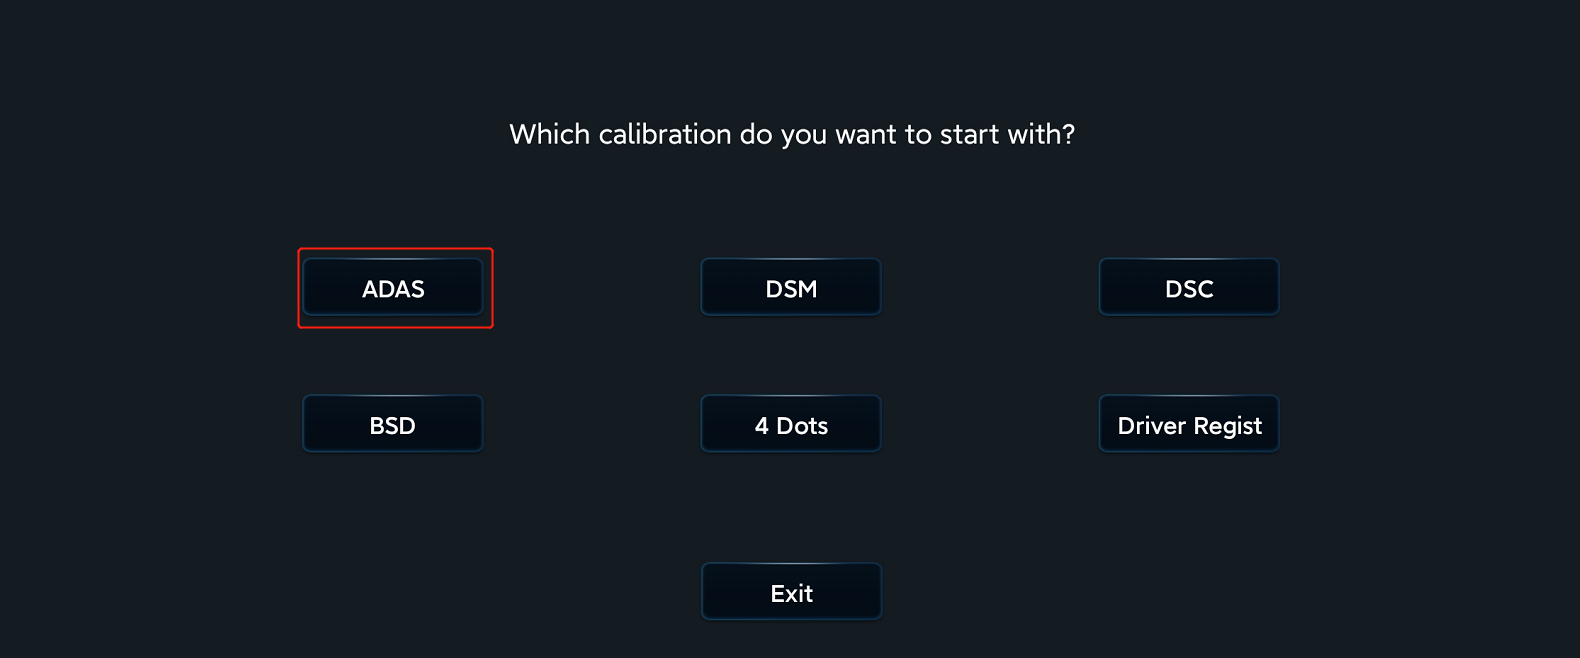 Which calibration do you want to start with?
ADAS
DSM
DSC
BSD
4 Dots
Driver Regist
Exit